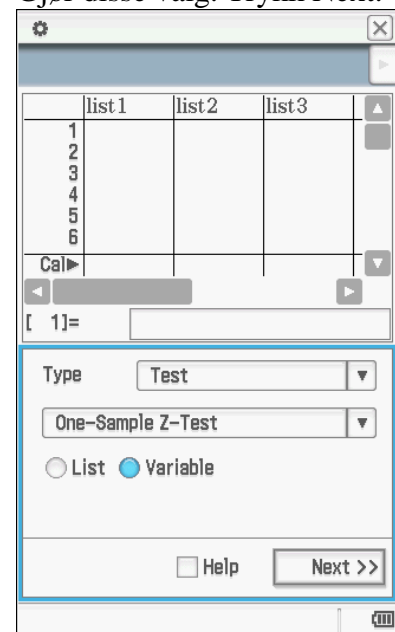 Gjør disse valg. Trykk Next.
list1 list2 list3
1
2
3
4
5
6
Cal▶
[ 1]=
Type Test
One-Sample Z-Test
List Variable
Help Next >>